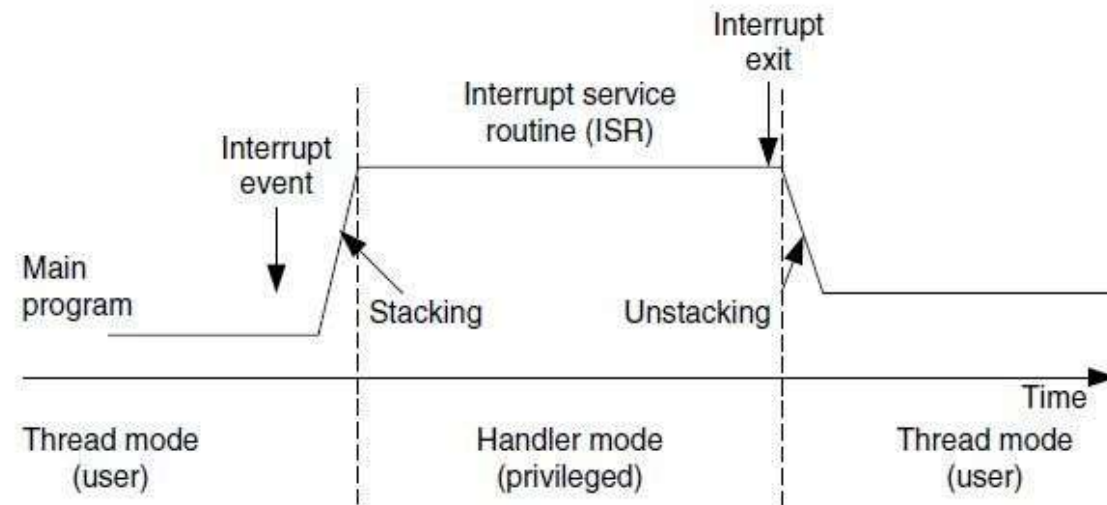 Interrupt
exit
Interrupt service
routine (ISR)
Interrupt
event
Main
program
Stacking
Unstacking
Time
Thread mode
(user)
Handler mode
(privileged)
Thread mode
(user)